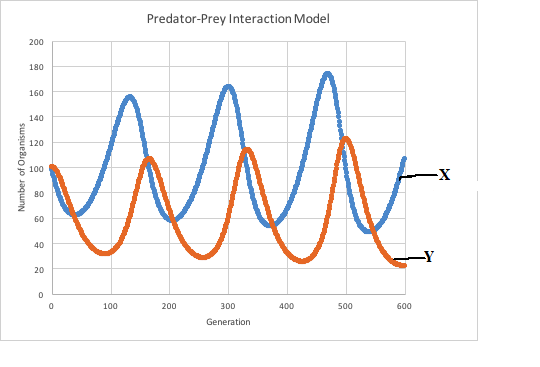 Predator-Prey Interaction Model
200
180
160
140
120
100
80
60
40
20
0
Number of Organisms
X
Y
0 100 200 300 400 500 600
Generation